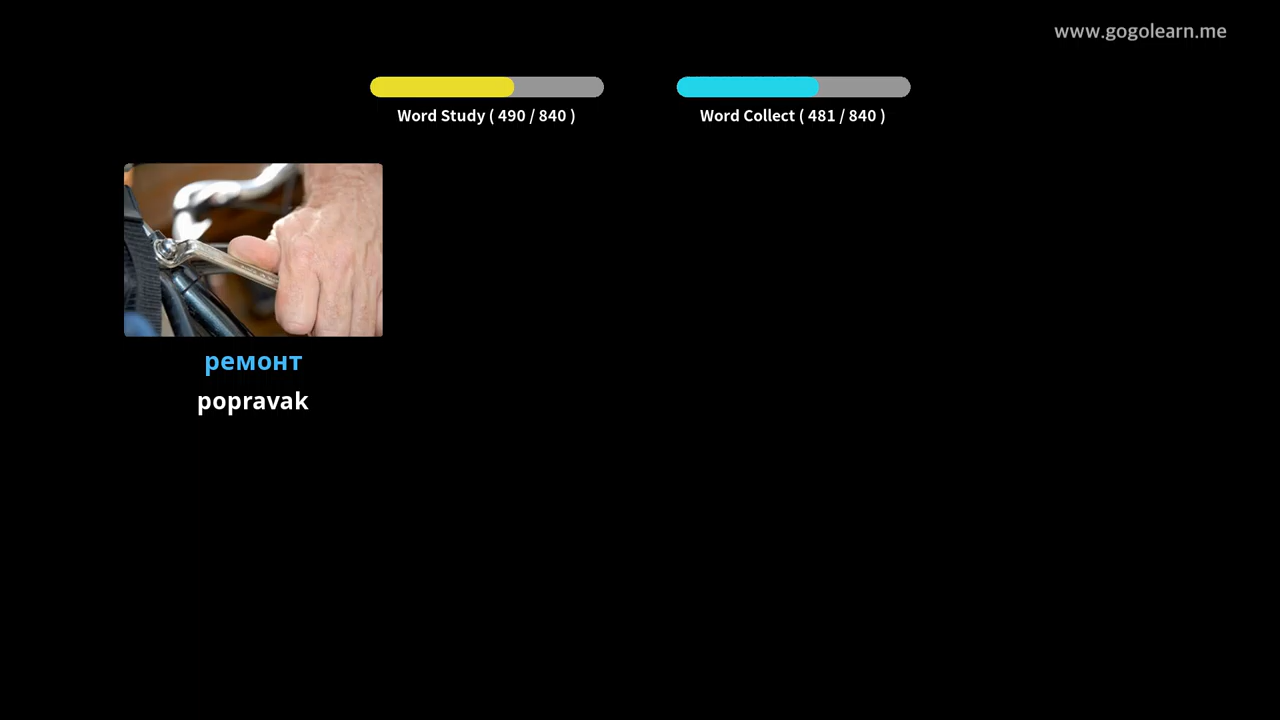 www.gogolearn.me
Word Study ( 490 / 840 )
Word Collect ( 481 / 840 )
ремонт
popravak